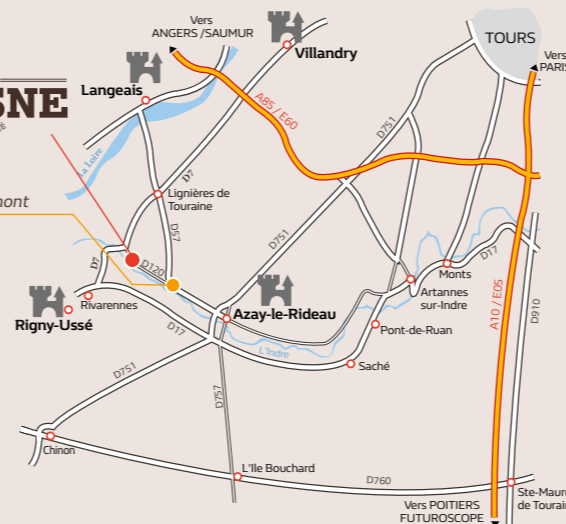 Vers
ANGERS /SAUMUR
Villandry
TOURS
Vers
PARIS
Langeais
SNE
A85 / E60
D751
La Loire
D7
Lignières de
Touraine
mont
D57
D751
D17
Monts
D7
D120
Artannes
sur-Indre
Rivarennes
Azay-le-Rideau
A10 / E05
D910
Rigny-Ussé
D17
Pont-de-Ruan
L'Indre
Saché
D751
D757
Chinon
L'Ile Bouchard
D760
Ste-Maure
de Touraine
Vers POITIERS
FUTUROSCOPE